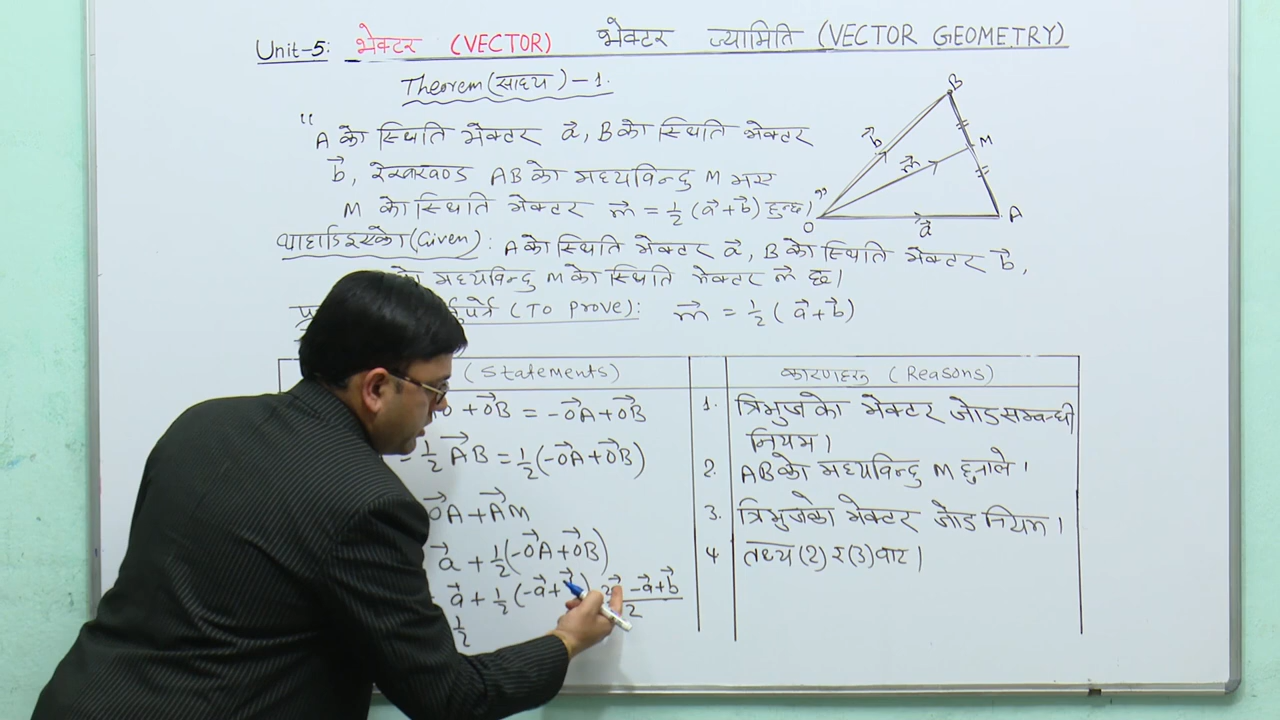 Unit-5: भेक्टर (VECTOR) भेक्टर ज्यामिति (VECTOR GEOMETRY)
Theorem (साध्य) - 1.
"A को स्थिति भेक्टर a⃗, B को स्थिति भेक्टर
b⃗, रेखाखण्ड AB को मध्यविन्दु M भए
M को स्थिति भेक्टर m⃗ = ½ (a⃗+b⃗) हुन्छ।"
B
b⃗
M
m⃗
O
a⃗
A
थाहा दिइएको (Given): A को स्थिति भेक्टर a⃗, B को स्थिति भेक्टर b⃗,
को मध्यविन्दु M को स्थिति भेक्टर m⃗ छ।
(To Prove): m⃗ = ½ ( a⃗+b⃗)
(Statements)
+ OB⃗ = -OA⃗ + OB⃗
½ AB⃗ = ½(-OA⃗+OB⃗)
OA⃗ + AM⃗
a⃗ + ½(-OA⃗+OB⃗)
a⃗ + ½ (-a⃗+
-a⃗+b⃗
2
½
कारणहरू (Reasons)
1. त्रिभुजको भेक्टर जोड सम्बन्धी
नियम।
2. AB को मध्यविन्दु M हुनाले।
3. त्रिभुजको भेक्टर जोड नियम।
4 तथ्य (2) र (3) बाट।